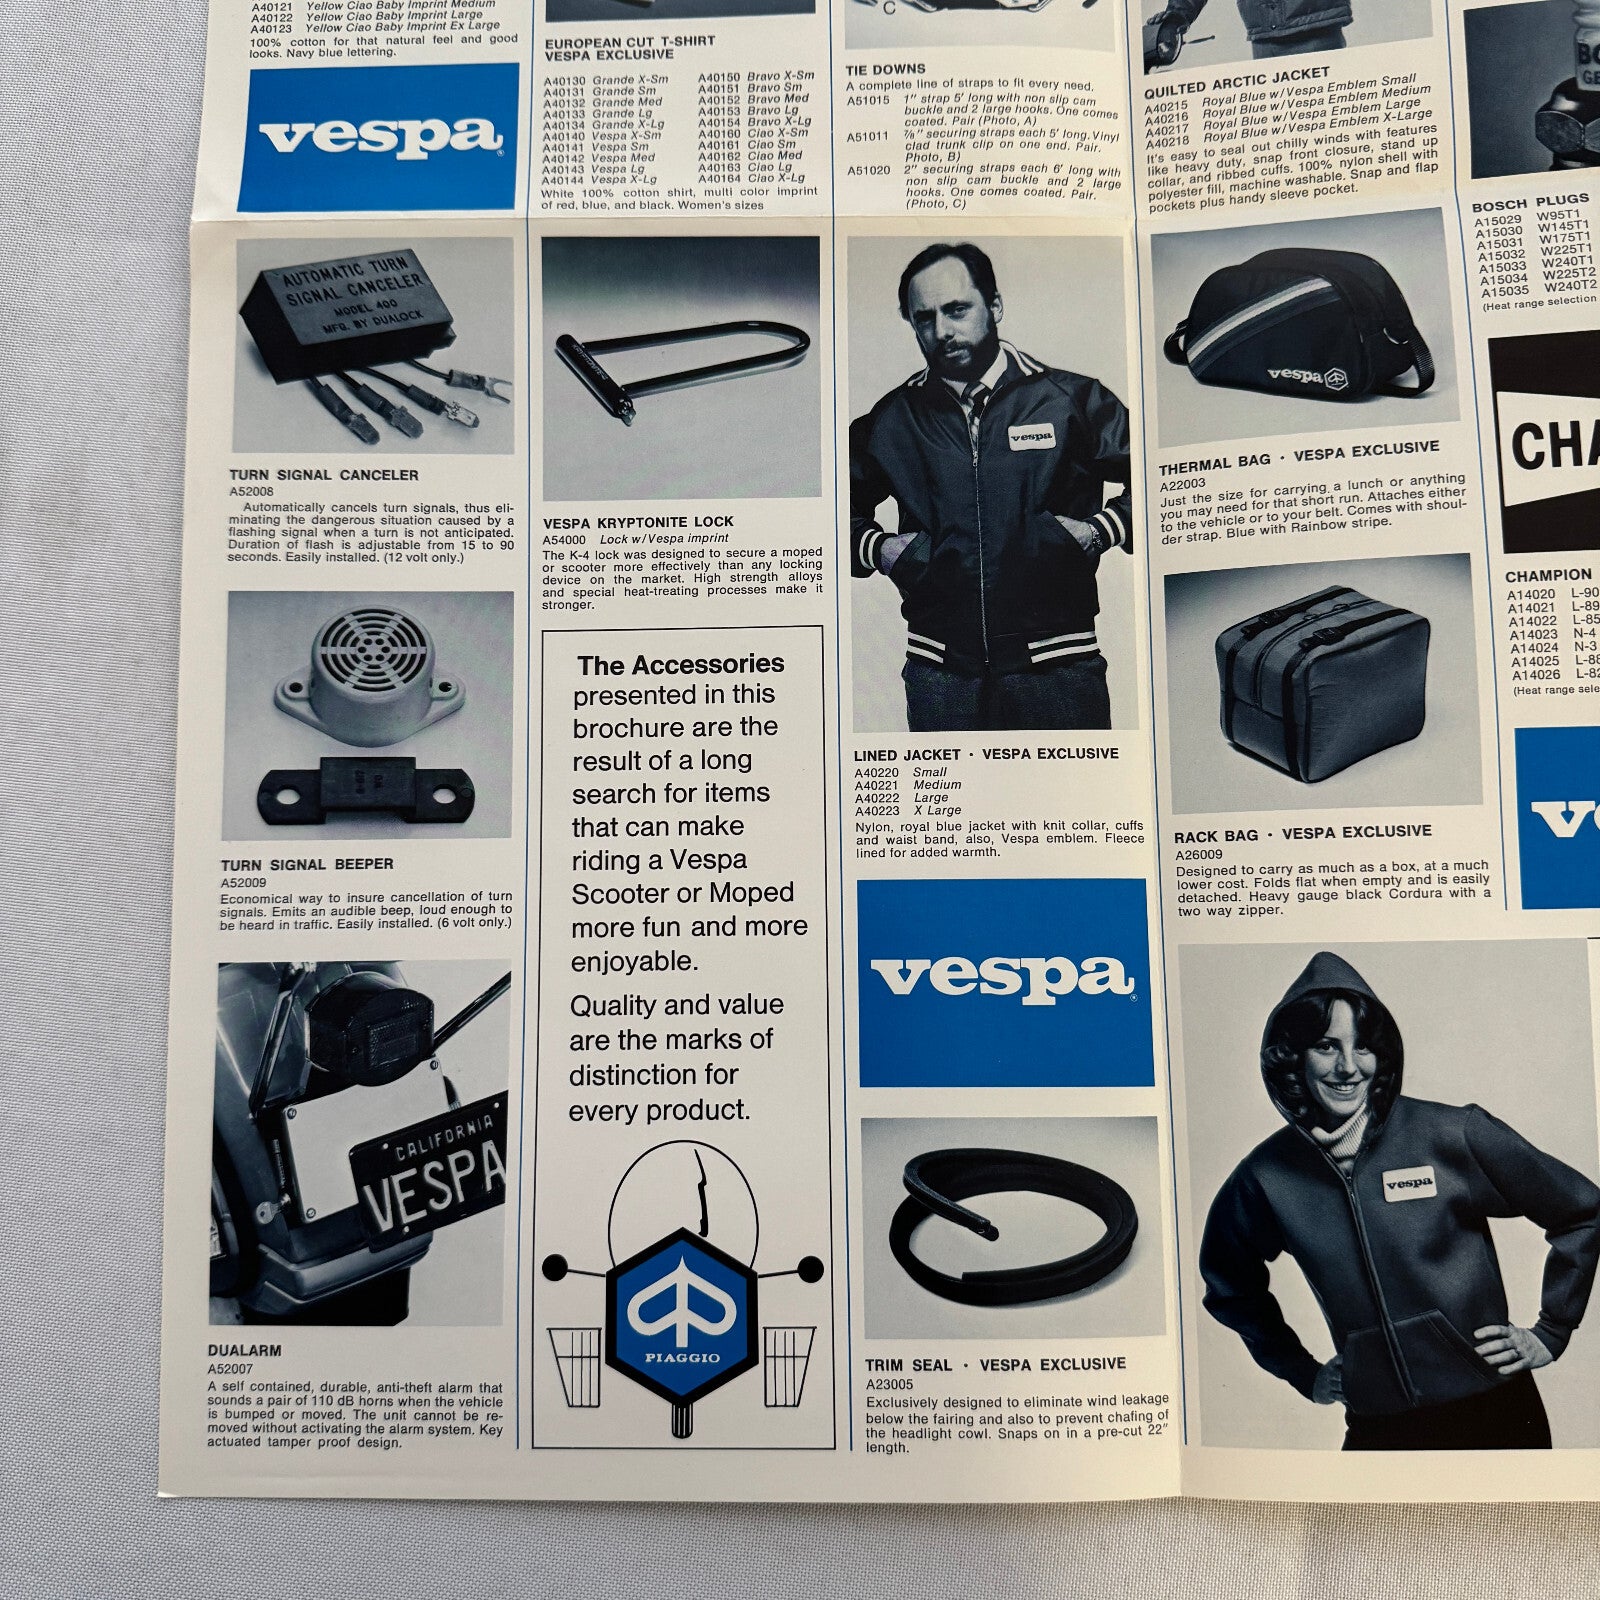 A40121 Yellow Ciao Baby Imprint Medium
A40122 Yellow Ciao Baby Imprint Large
A40123 Yellow Ciao Baby Imprint Ex Large
100% cotton for that natural feel and good
looks. Navy blue lettering.
vespa®
AUTOMATIC TURN
SIGNAL CANCELER
MODEL 400
MFG. BY DUALOCK
TURN SIGNAL CANCELER
A52008
Automatically cancels turn signals, thus eli-
minating the dangerous situation caused by a
flashing signal when a turn is not anticipated.
Duration of flash is adjustable from 15 to 90
seconds. Easily installed. (12 volt only.)
TURN SIGNAL BEEPER
A52009
Economical way to insure cancellation of turn
signals. Emits an audible beep, loud enough to
be heard in traffic. Easily installed. (6 volt only.)
CALIFORNIA
VESPA
DUALARM
A52007
A self contained, durable, anti-theft alarm that
sounds a pair of 110 dB horns when the vehicle
is bumped or moved. The unit cannot be re-
moved without activating the alarm system. Key
actuated tamper proof design.
EUROPEAN CUT T-SHIRT
VESPA EXCLUSIVE
A40130 Grande X-Sm
A40131 Grande Sm
A40132 Grande Med
A40133 Grande Lg
A40134 Grande X-Lg
A40140 Vespa X-Sm
A40141 Vespa Sm
A40142 Vespa Med
A40143 Vespa Lg
A40144 Vespa X-Lg
A40150 Bravo X-Sm
A40151 Bravo Sm
A40152 Bravo Med
A40153 Bravo Lg
A40154 Bravo X-Lg
A40160 Ciao X-Sm
A40161 Ciao Sm
A40162 Ciao Med
A40163 Ciao Lg
A40164 Ciao X-Lg
White 100% cotton shirt, multi color imprint
of red, blue, and black. Women's sizes
VESPA KRYPTONITE LOCK
A54000 Lock w/Vespa imprint
The K-4 lock was designed to secure a moped
or scooter more effectively than any locking
device on the market. High strength alloys
and special heat-treating processes make it
stronger.
The Accessories
presented in this
brochure are the
result of a long
search for items
that can make
riding a Vespa
Scooter or Moped
more fun and more
enjoyable.
Quality and value
are the marks of
distinction for
every product.
PIAGGIO
C
TIE DOWNS
A complete line of straps to fit every need.
A51015 1" strap 5' long with non slip cam
buckle and 2 large hooks. One comes
coated. Pair (Photo, A)
A51011 7/8" securing straps each 5' long. Vinyl
clad trunk clip on one end. Pair.
Photo, B)
A51020 2" securing straps each 6' long with
non slip cam buckle and 2 large
hooks. One comes coated. Pair.
(Photo, C)
vespa
LINED JACKET · VESPA EXCLUSIVE
A40220 Small
A40221 Medium
A40222 Large
A40223 X Large
Nylon, royal blue jacket with knit collar, cuffs
and waist band, also, Vespa emblem. Fleece
lined for added warmth.
vespa®
TRIM SEAL · VESPA EXCLUSIVE
A23005
Exclusively designed to eliminate wind leakage
below the fairing and also to prevent chafing of
the headlight cowl. Snaps on in a pre-cut 22"
length.
QUILTED ARCTIC JACKET
A40215 Royal Blue w/Vespa Emblem Small
A40216 Royal Blue w/Vespa Emblem Medium
A40217 Royal Blue w/Vespa Emblem Large
A40218 Royal Blue w/Vespa Emblem X-Large
It's easy to seal out chilly winds with features
like heavy duty, snap front closure, stand up
collar, and ribbed cuffs. 100% nylon shell with
polyester fill, machine washable. Snap and flap
pockets plus handy sleeve pocket.
vespa
THERMAL BAG · VESPA EXCLUSIVE
A22003
Just the size for carrying a lunch or anything
you may need for that short run. Attaches either
to the vehicle or to your belt. Comes with shoul-
der strap. Blue with Rainbow stripe.
RACK BAG · VESPA EXCLUSIVE
A26009
Designed to carry as much as a box, at a much
lower cost. Folds flat when empty and is easily
detached. Heavy gauge black Cordura with a
two way zipper.
vespa
BO
GE
BOSCH PLUGS
A15029 W95T1
A15030 W145T1
A15031 W175T1
A15032 W225T1
A15033 W240T1
A15034 W225T2
A15035 W240T2
(Heat range selection
CHA
CHAMPION
A14020 L-90
A14021 L-89
A14022 L-85
A14023 N-4
A14024 N-3
A14025 L-88
A14026 L-82
(Heat range sele
ve